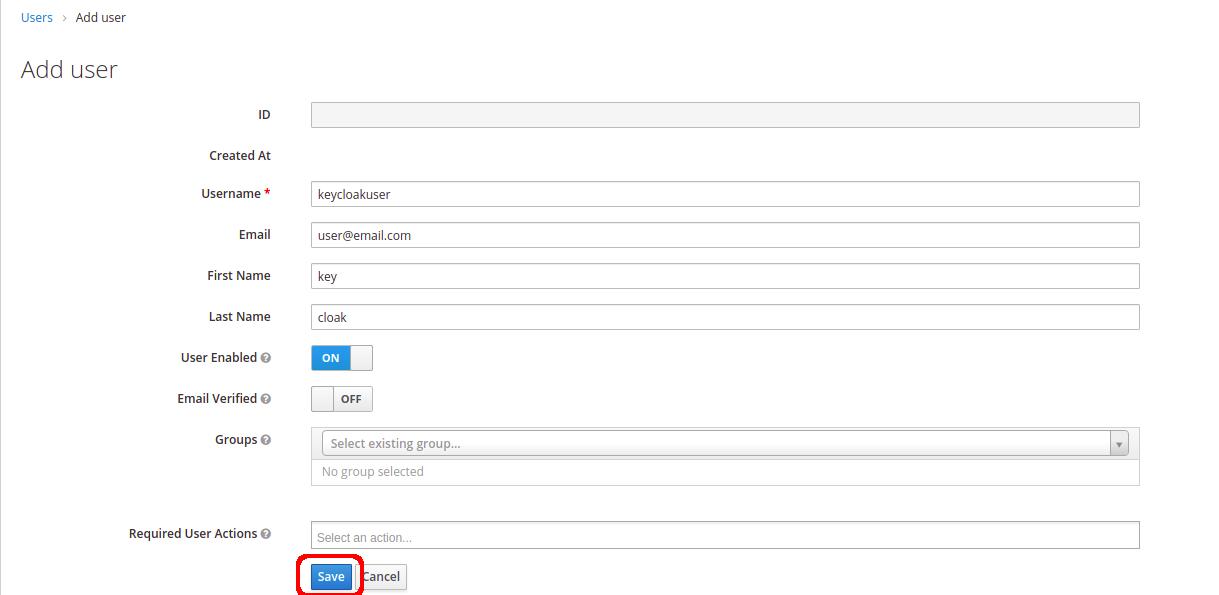 Users > Add user
Add user
ID
Created At
Username * keycloakuser
Email user@email.com
First Name key
Last Name cloak
User Enabled ON
Email Verified OFF
Groups Select existing group...
No group selected
Required User Actions Select an action...
Save Cancel